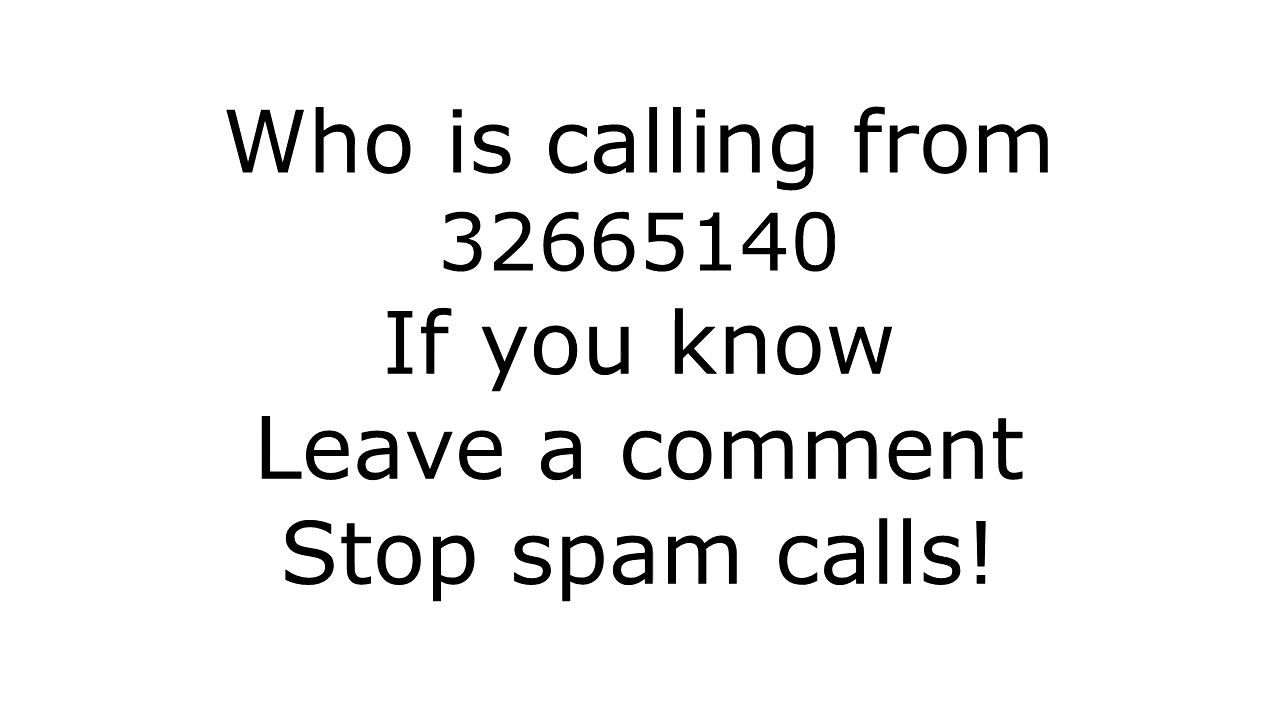 Who is calling from
32665140
If you know
Leave a comment
Stop spam calls!